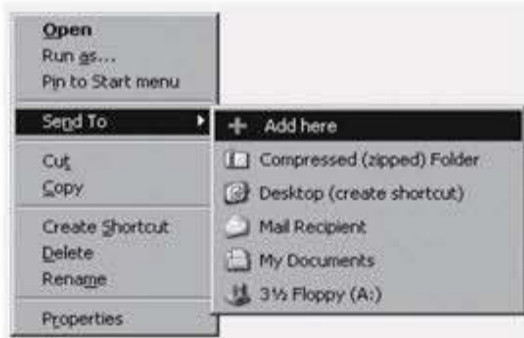 Open
Run as...
Pin to Start menu
Send To
Cut
Copy
Create Shortcut
Delete
Rename
Properties
Add here
Compressed (zipped) Folder
Desktop (create shortcut)
Mail Recipient
My Documents
3½ Floppy (A:)